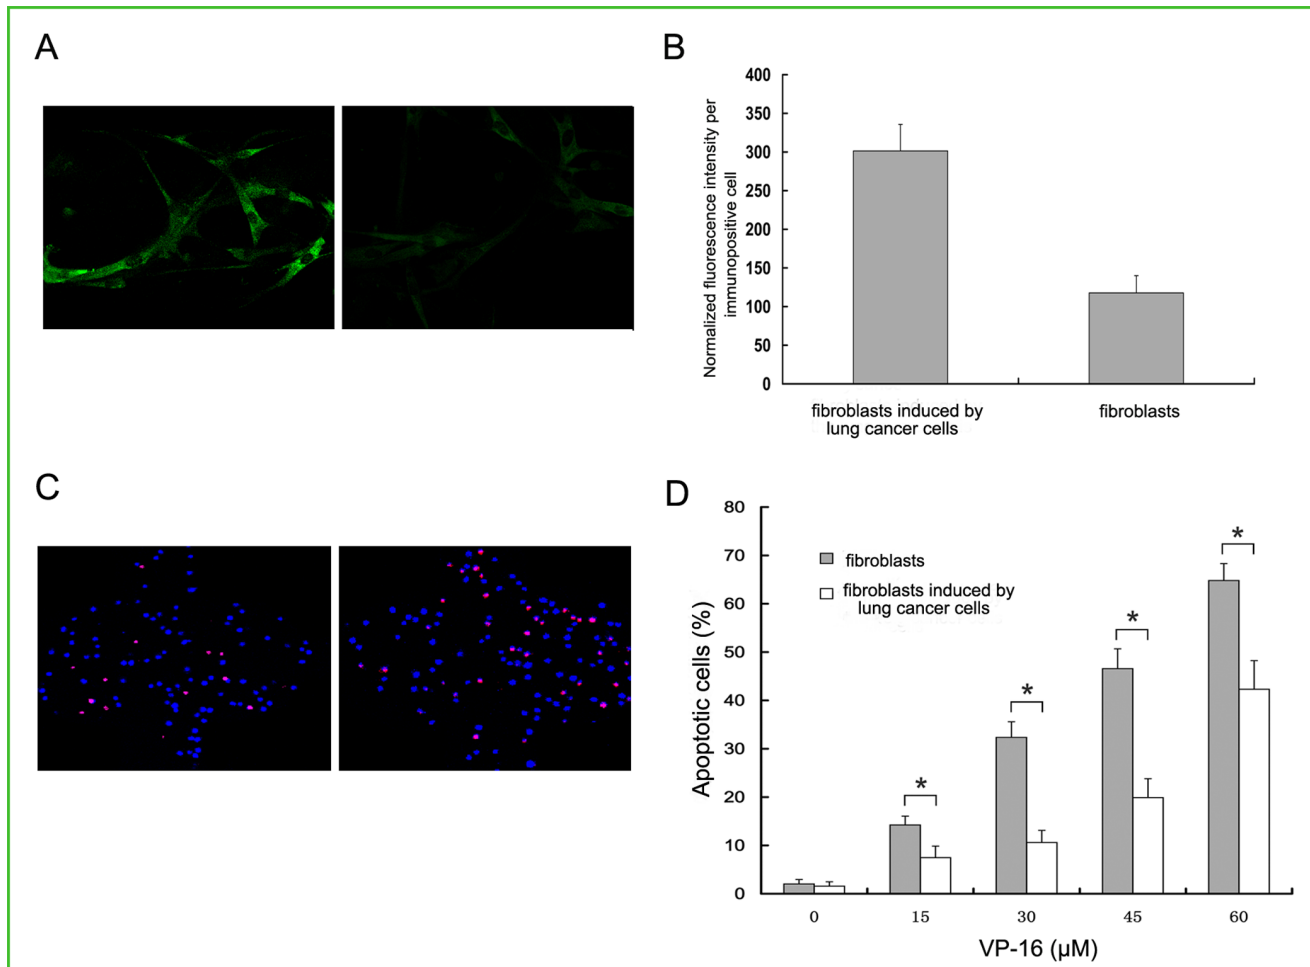 A
B
Normalized fluorescence intensity per
immunopositive cell
400
350
300
250
200
150
100
50
0
fibroblasts induced by
lung cancer cells
fibroblasts
C
D
Apoptotic cells (%)
80
70
60
50
40
30
20
10
0
fibroblasts
fibroblasts induced by
lung cancer cells
*
*
*
*
0
15
30
45
60
VP-16 (µM)